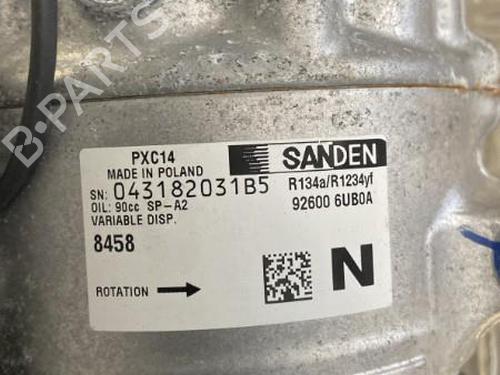 B-PARTS
PXC14
MADE IN POLAND
SANDEN
SN: 043182031B5
R134a/R1234yf
OIL: 90cc SP-A2
92600 6UB0A
VARIABLE DISP.
8458
ROTATION
N